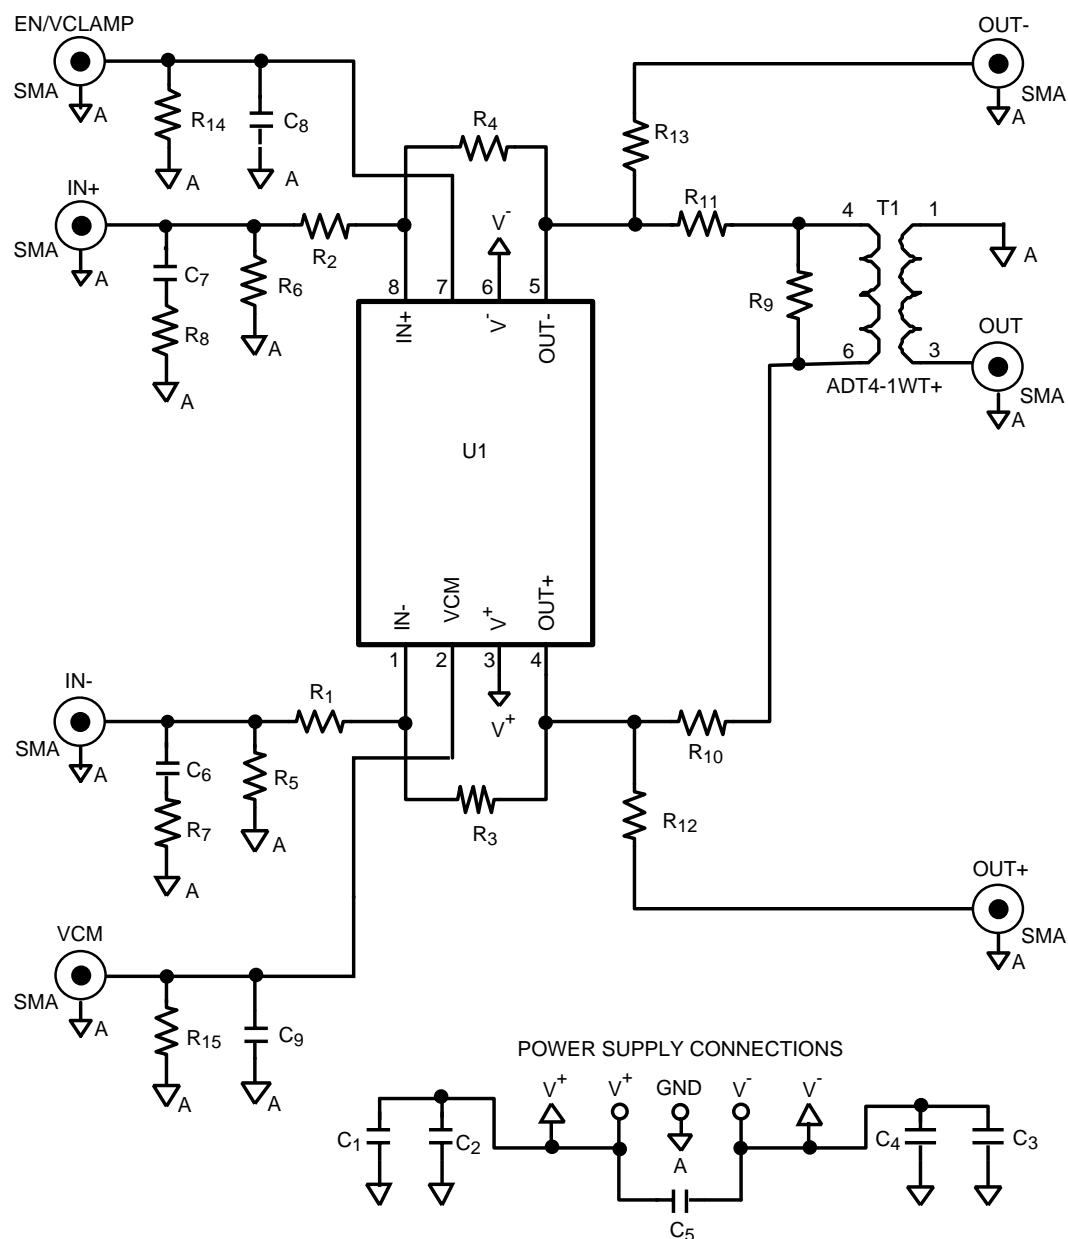 EN/VCLAMP
OUT-
SMA
A
R14
C8
R4
R13
SMA
A
A
A
IN+
V-
R11
4
T1
1
SMA
A
C7
R2
R6
A
R8
A
A
8
7
6
5
IN+
V-
OUT-
R9
OUT
6
3
ADT4-1WT+
SMA
A
U1
IN-
VCM
V+
OUT+
1
2
3
4
IN-
R1
V+
SMA
A
C6
R5
R10
R7
A
R3
R12
A
OUT+
VCM
SMA
A
SMA
A
R15
C9
A
A
POWER SUPPLY CONNECTIONS
V+
V+
GND
V-
V-
C1
C2
A
C4
C3
C5